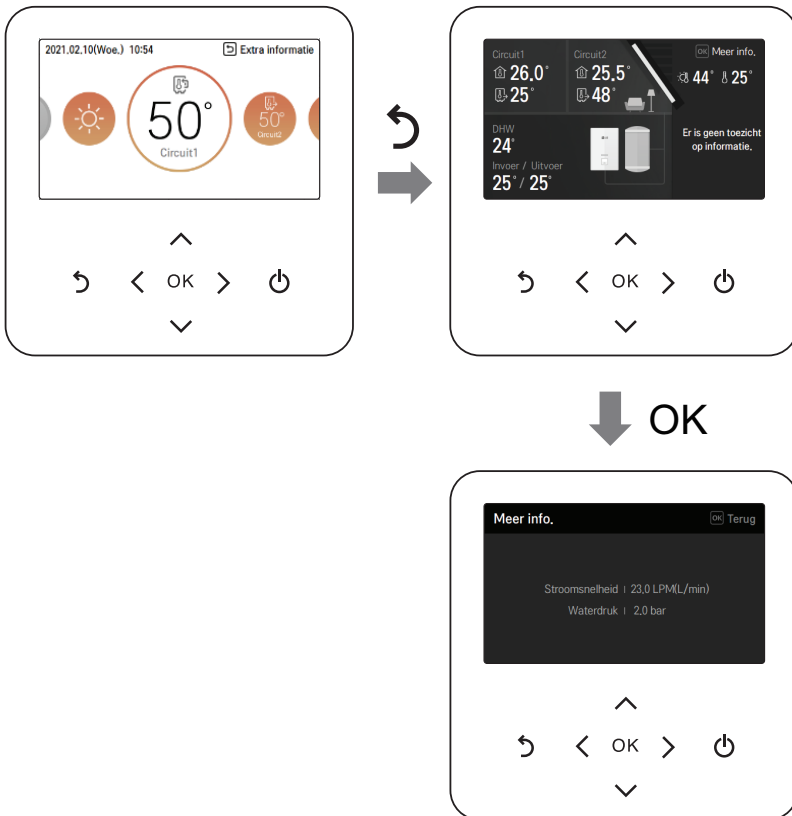 2021.02.10(Woe.) 10:54 Extra informatie
50°
Circuit1
50°
Circuit2
OK
Circuit1
26.0°
25°
Circuit2
25.5°
48°
OK Meer info.
44° 25°
DHW
24°
Invoer / Uitvoer
25° / 25°
Er is geen toezicht
op informatie.
OK
OK
Meer info. OK Terug
Stroomsnelheid | 23,0 LPM(L/min)
Waterdruk | 2,0 bar
OK